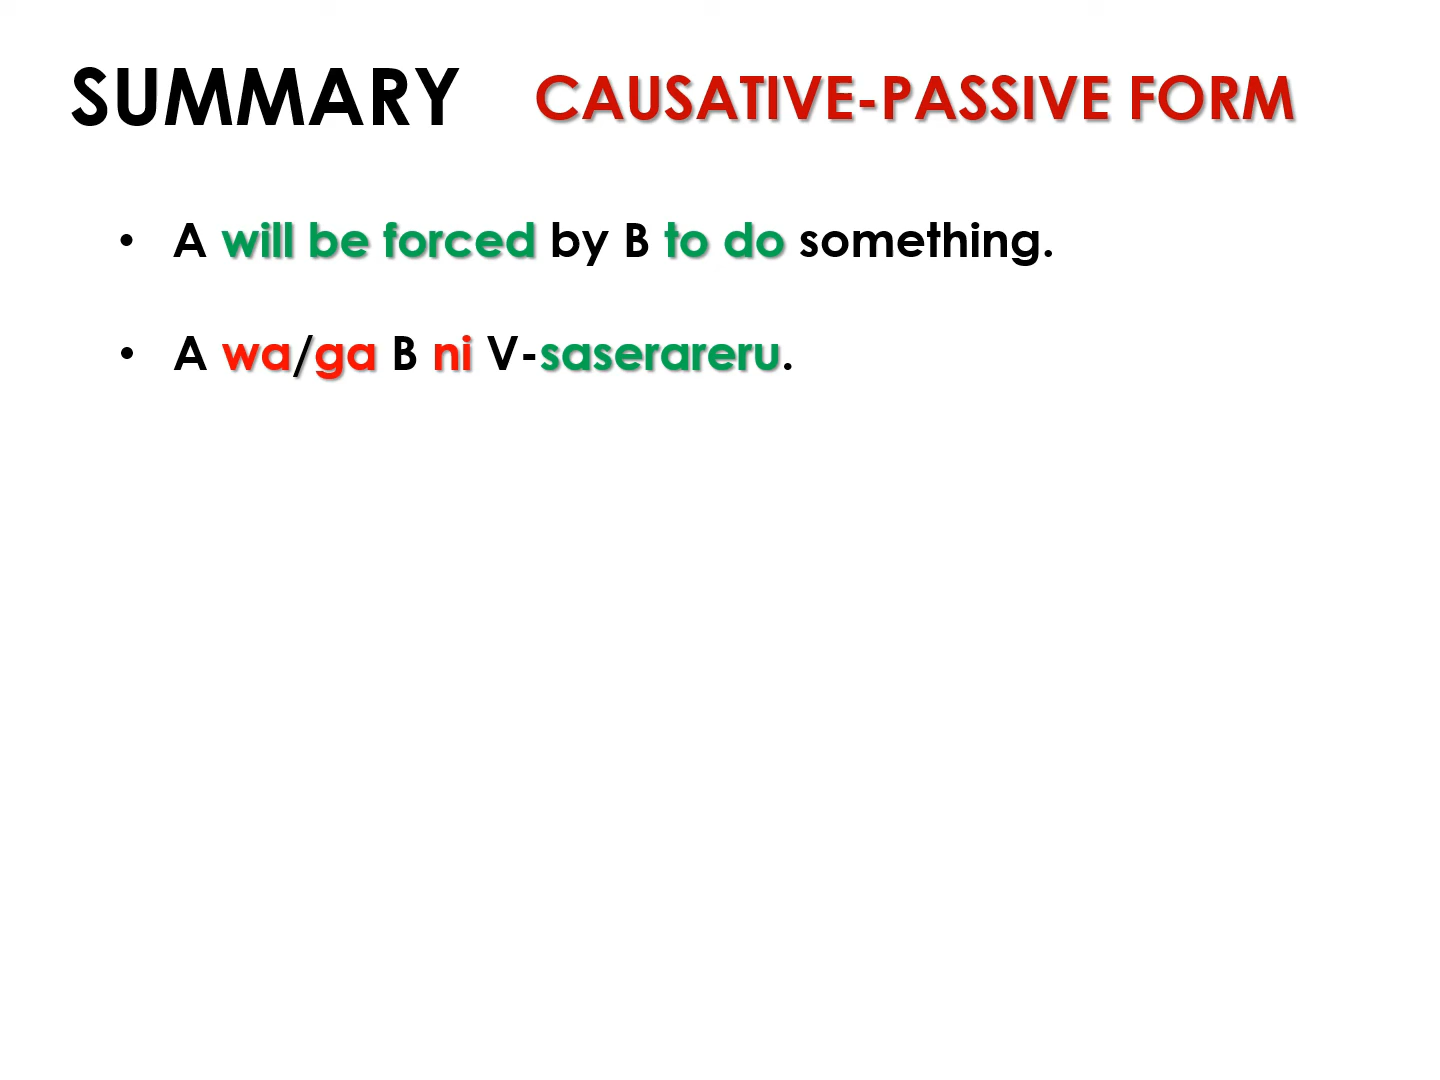 SUMMARY CAUSATIVE-PASSIVE FORM
• A will be forced by B to do something.
• A wa/ga B ni V-saserareru.